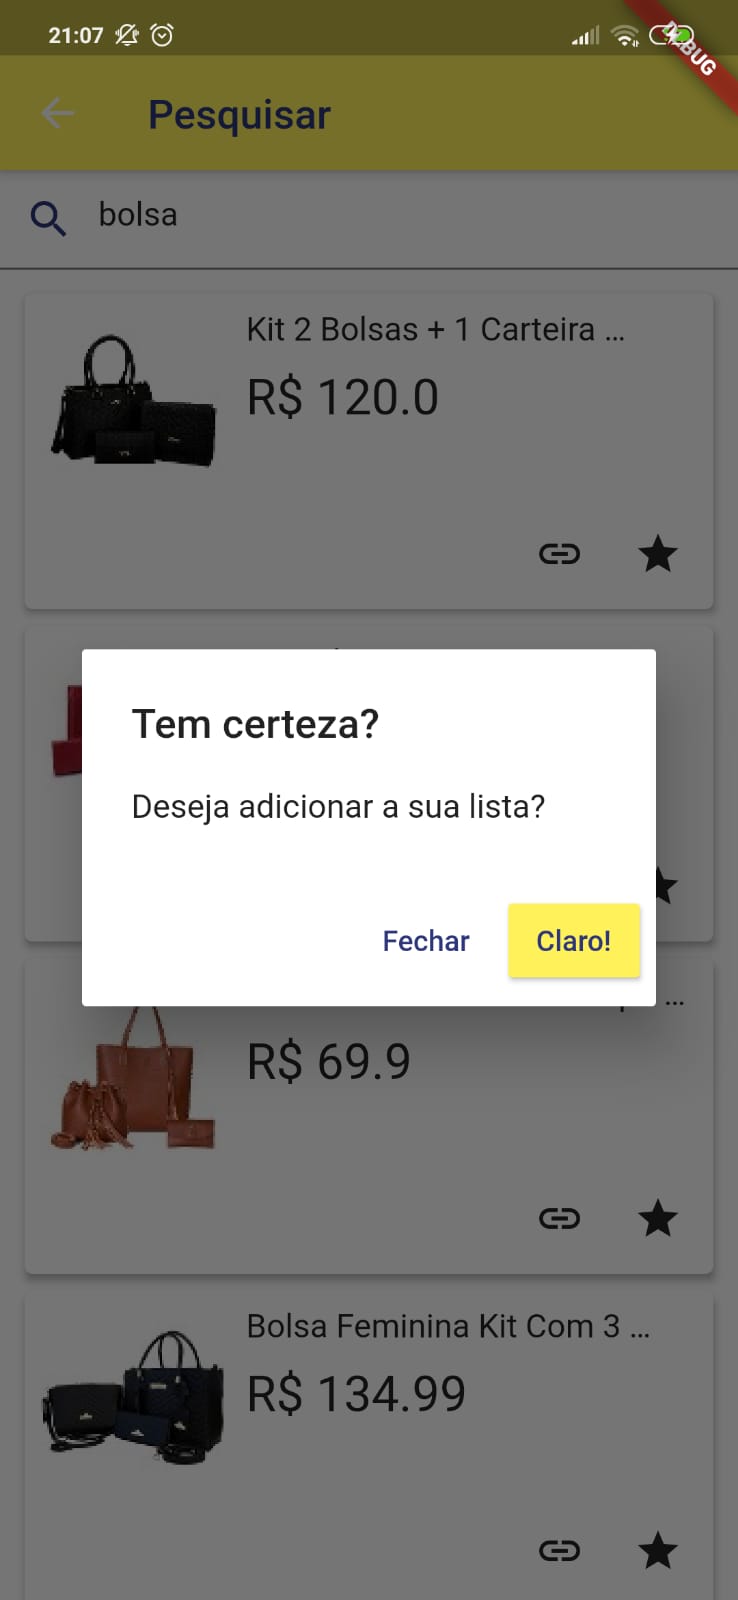 21:07
DEBUG
Pesquisar
bolsa
Kit 2 Bolsas + 1 Carteira ...
R$ 120.0
Tem certeza?
Deseja adicionar a sua lista?
Fechar
Claro!
...
R$ 69.9
Bolsa Feminina Kit Com 3 ...
R$ 134.99